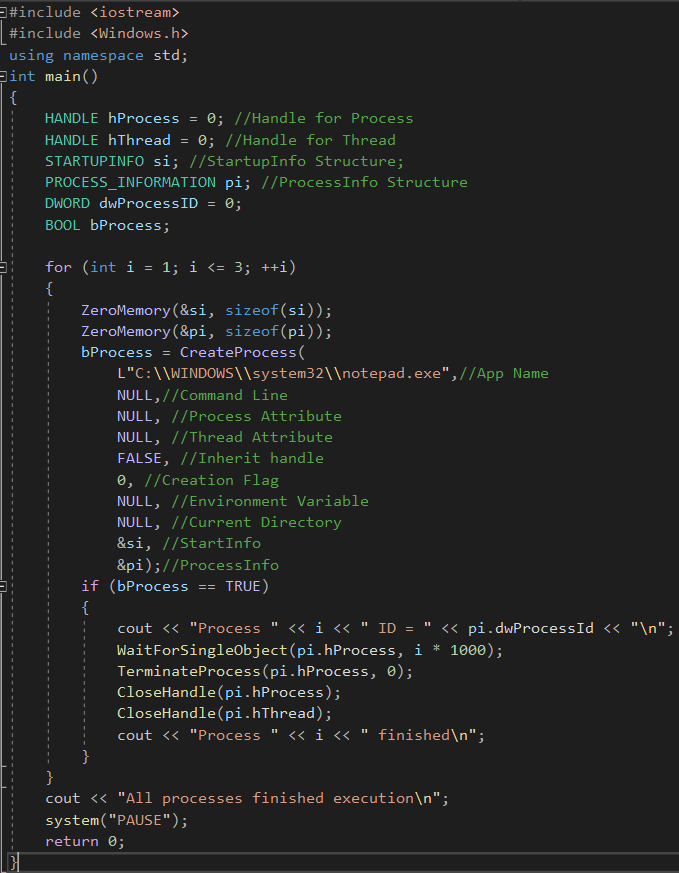 #include <iostream>
#include <Windows.h>
using namespace std;
int main()
{
HANDLE hProcess = 0; //Handle for Process
HANDLE hThread = 0; //Handle for Thread
STARTUPINFO si; //StartupInfo Structure;
PROCESS_INFORMATION pi; //ProcessInfo Structure
DWORD dwProcessID = 0;
BOOL bProcess;
for (int i = 1; i <= 3; ++i)
{
ZeroMemory(&si, sizeof(si));
ZeroMemory(&pi, sizeof(pi));
bProcess = CreateProcess(
L"C:\\WINDOWS\\system32\\notepad.exe",//App Name
NULL,//Command Line
NULL, //Process Attribute
NULL, //Thread Attribute
FALSE, //Inherit handle
0, //Creation Flag
NULL, //Environment Variable
NULL, //Current Directory
&si, //StartInfo
&pi);//ProcessInfo
if (bProcess == TRUE)
{
cout << "Process " << i << " ID = " << pi.dwProcessId << "\n";
WaitForSingleObject(pi.hProcess, i * 1000);
TerminateProcess(pi.hProcess, 0);
CloseHandle(pi.hProcess);
CloseHandle(pi.hThread);
cout << "Process " << i << " finished\n";
}
}
cout << "All processes finished execution\n";
system("PAUSE");
return 0;
}